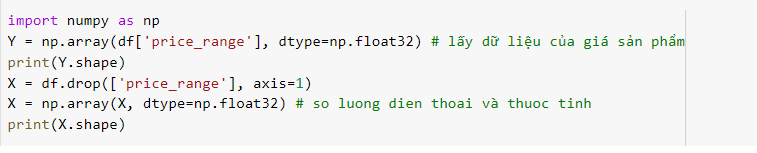 import numpy as np
Y = np.array(df['price_range'], dtype=np.float32) # lấy dữ liệu của giá sản phẩm
print(Y.shape)
X = df.drop(['price_range'], axis=1)
X = np.array(X, dtype=np.float32) # so luong dien thoai và thuoc tinh
print(X.shape)